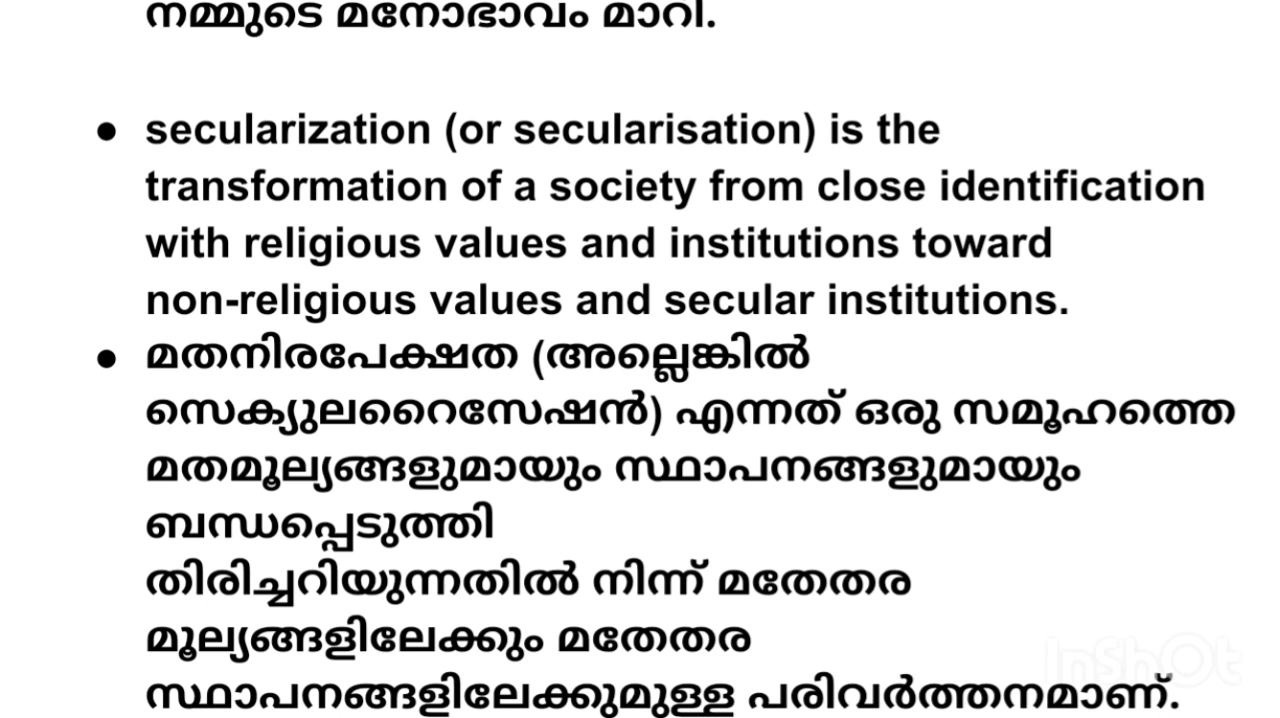 നമ്മുടെ മനോഭാവം മാറി.
● secularization (or secularisation) is the
transformation of a society from close identification
with religious values and institutions toward
non-religious values and secular institutions.
● മതനിരപേക്ഷത (അല്ലെങ്കിൽ
സെക്യുലറൈസേഷൻ) എന്നത് ഒരു സമൂഹത്തെ
മതമൂല്യങ്ങളുമായും സ്ഥാപനങ്ങളുമായും
ബന്ധപ്പെടുത്തി
തിരിച്ചറിയുന്നതിൽ നിന്ന് മതേതര
മൂല്യങ്ങളിലേക്കും മതേതര
സ്ഥാപനങ്ങളിലേക്കുമുള്ള പരിവർത്തനമാണ്.
InShOt